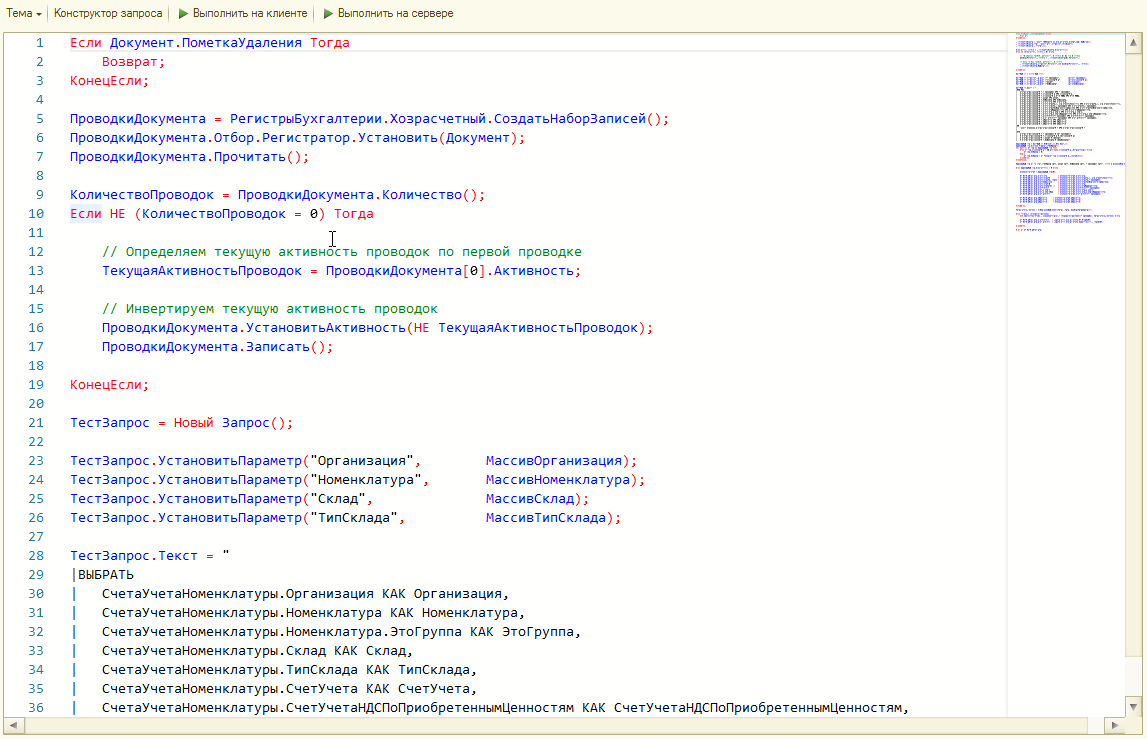 Тема Конструктор запроса Выполнить на клиенте Выполнить на сервере
1 Если Документ.ПометкаУдаления Тогда
2 Возврат;
3 КонецЕсли;
4
5 ПроводкиДокумента = РегистрыБухгалтерии.Хозрасчетный.СоздатьНаборЗаписей();
6 ПроводкиДокумента.Отбор.Регистратор.Установить(Документ);
7 ПроводкиДокумента.Прочитать();
8
9 КоличествоПроводок = ПроводкиДокумента.Количество();
10 Если НЕ (КоличествоПроводок = 0) Тогда
11
12 // Определяем текущую активность проводок по первой проводке
13 ТекущаяАктивностьПроводок = ПроводкиДокумента[0].Активность;
14
15 // Инвертируем текущую активность проводок
16 ПроводкиДокумента.УстановитьАктивность(НЕ ТекущаяАктивностьПроводок);
17 ПроводкиДокумента.Записать();
18
19 КонецЕсли;
20
21 ТестЗапрос = Новый Запрос();
22
23 ТестЗапрос.УстановитьПараметр("Организация", МассивОрганизация);
24 ТестЗапрос.УстановитьПараметр("Номенклатура", МассивНоменклатура);
25 ТестЗапрос.УстановитьПараметр("Склад", МассивСклад);
26 ТестЗапрос.УстановитьПараметр("ТипСклада", МассивТипСклада);
27
28 ТестЗапрос.Текст = "
29 |ВЫБРАТЬ
30 | СчетаУчетаНоменклатуры.Организация КАК Организация,
31 | СчетаУчетаНоменклатуры.Номенклатура КАК Номенклатура,
32 | СчетаУчетаНоменклатуры.Номенклатура.ЭтоГруппа КАК ЭтоГруппа,
33 | СчетаУчетаНоменклатуры.Склад КАК Склад,
34 | СчетаУчетаНоменклатуры.ТипСклада КАК ТипСклада,
35 | СчетаУчетаНоменклатуры.СчетУчета КАК СчетУчета,
36 | СчетаУчетаНоменклатуры.СчетУчетаНДСПоПриобретеннымЦенностям КАК СчетУчетаНДСПоПриобретеннымЦенностям,